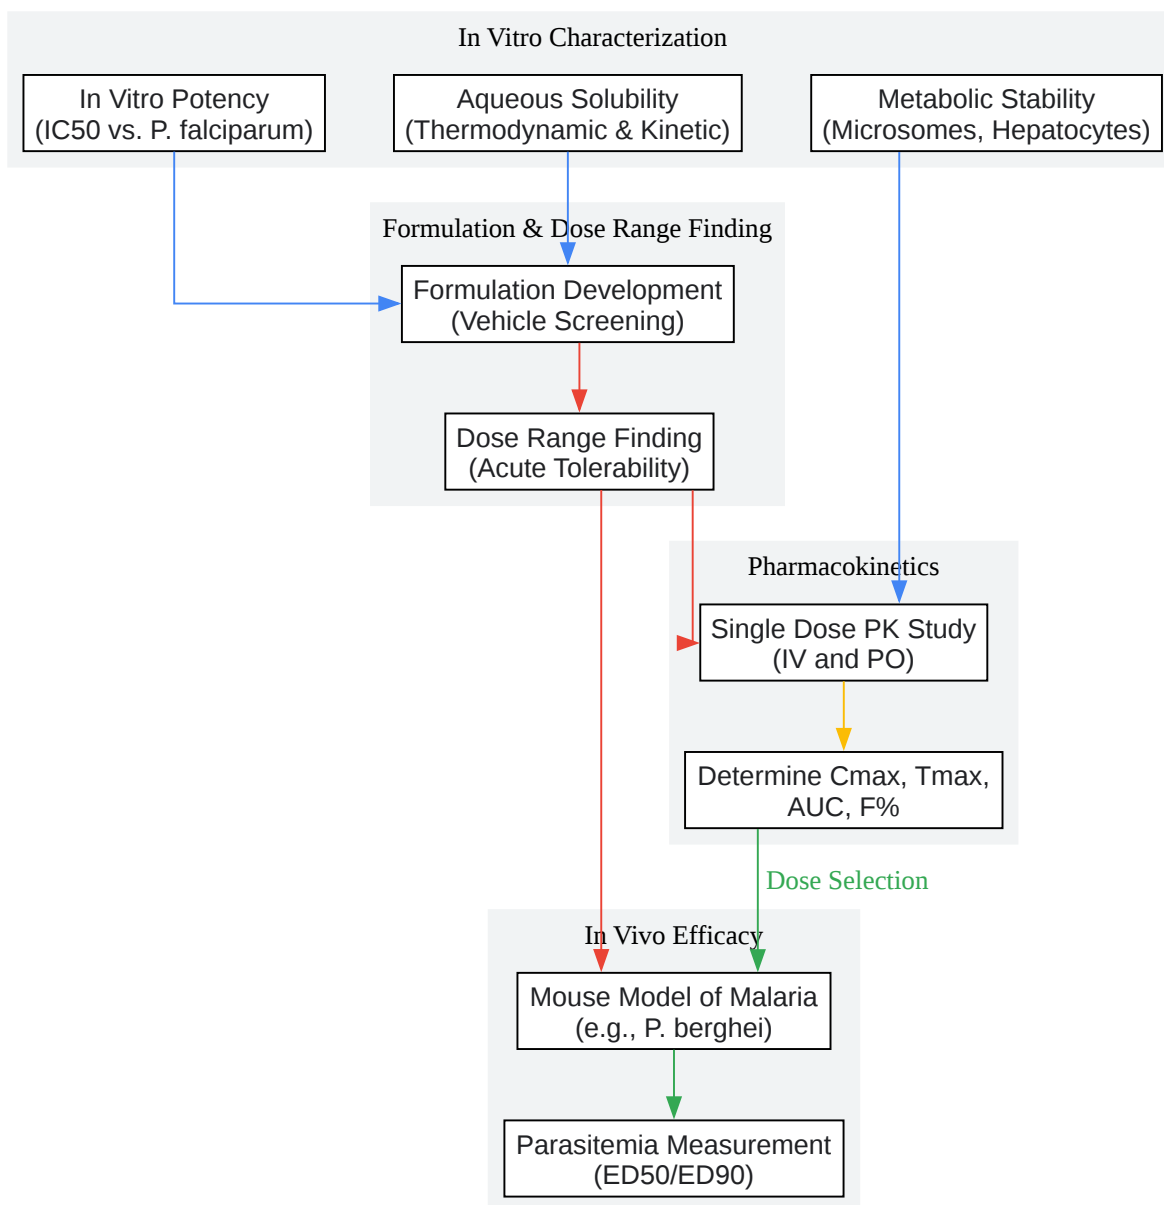 In Vitro Characterization
In Vitro Potency
(IC50 vs. P. falciparum)
Aqueous Solubility
(Thermodynamic & Kinetic)
Metabolic Stability
(Microsomes, Hepatocytes)
Formulation & Dose Range Finding
Formulation Development
(Vehicle Screening)
Dose Range Finding
(Acute Tolerability)
Pharmacokinetics
Single Dose PK Study
(IV and PO)
Determine Cmax, Tmax,
AUC, F%
Dose Selection
In Vivo Efficacy
Mouse Model of Malaria
(e.g., P. berghei)
Parasitemia Measurement
(ED50/ED90)